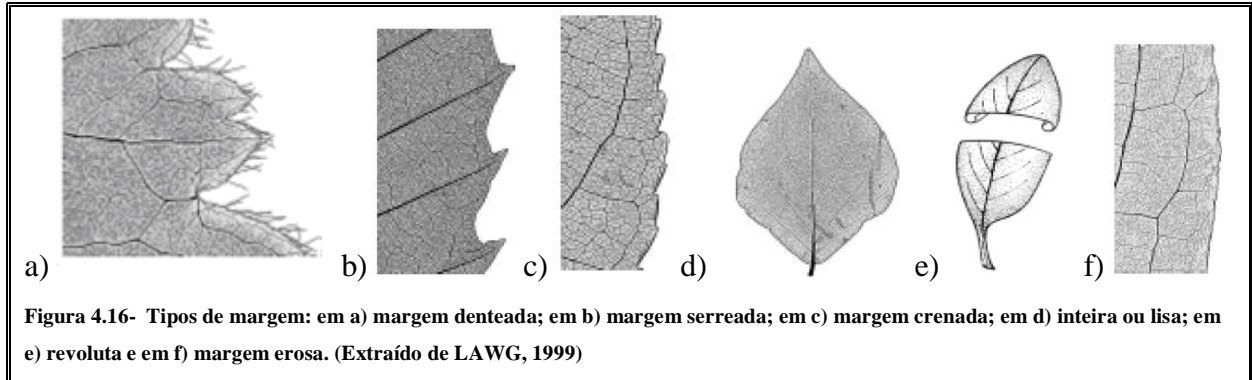 a) b) c) d) e) f)
Figura 4.16- Tipos de margem: em a) margem denteada; em b) margem serreada; em c) margem crenada; em d) inteira ou lisa; em
e) revoluta e em f) margem erosa. (Extraído de LAWG, 1999)